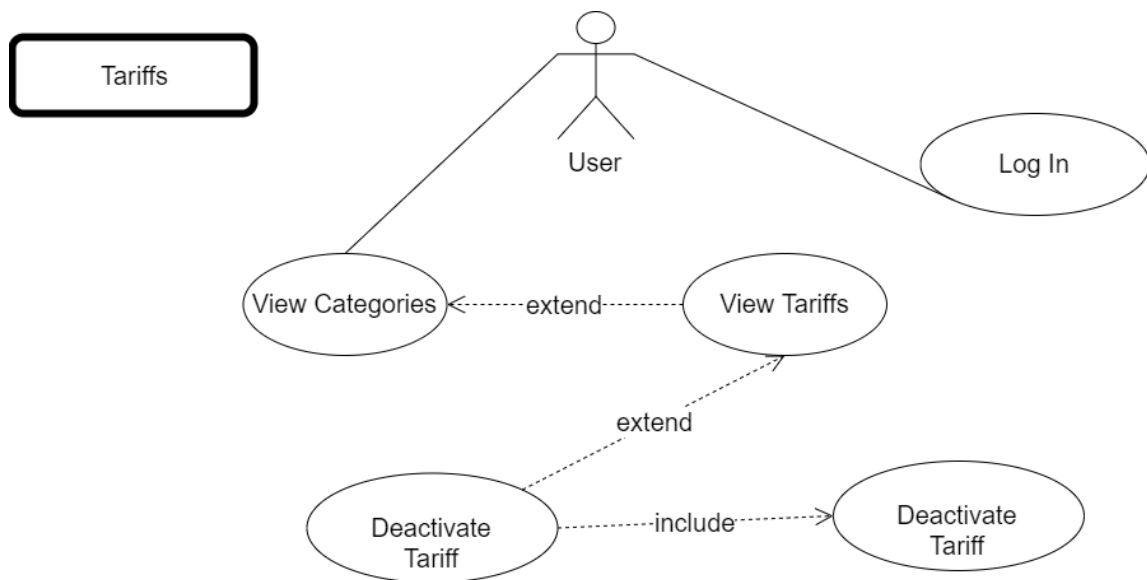 Tariffs
User
Log In
View Categories
extend
View Tariffs
extend
Deactivate
Tariff
include
Deactivate
Tariff